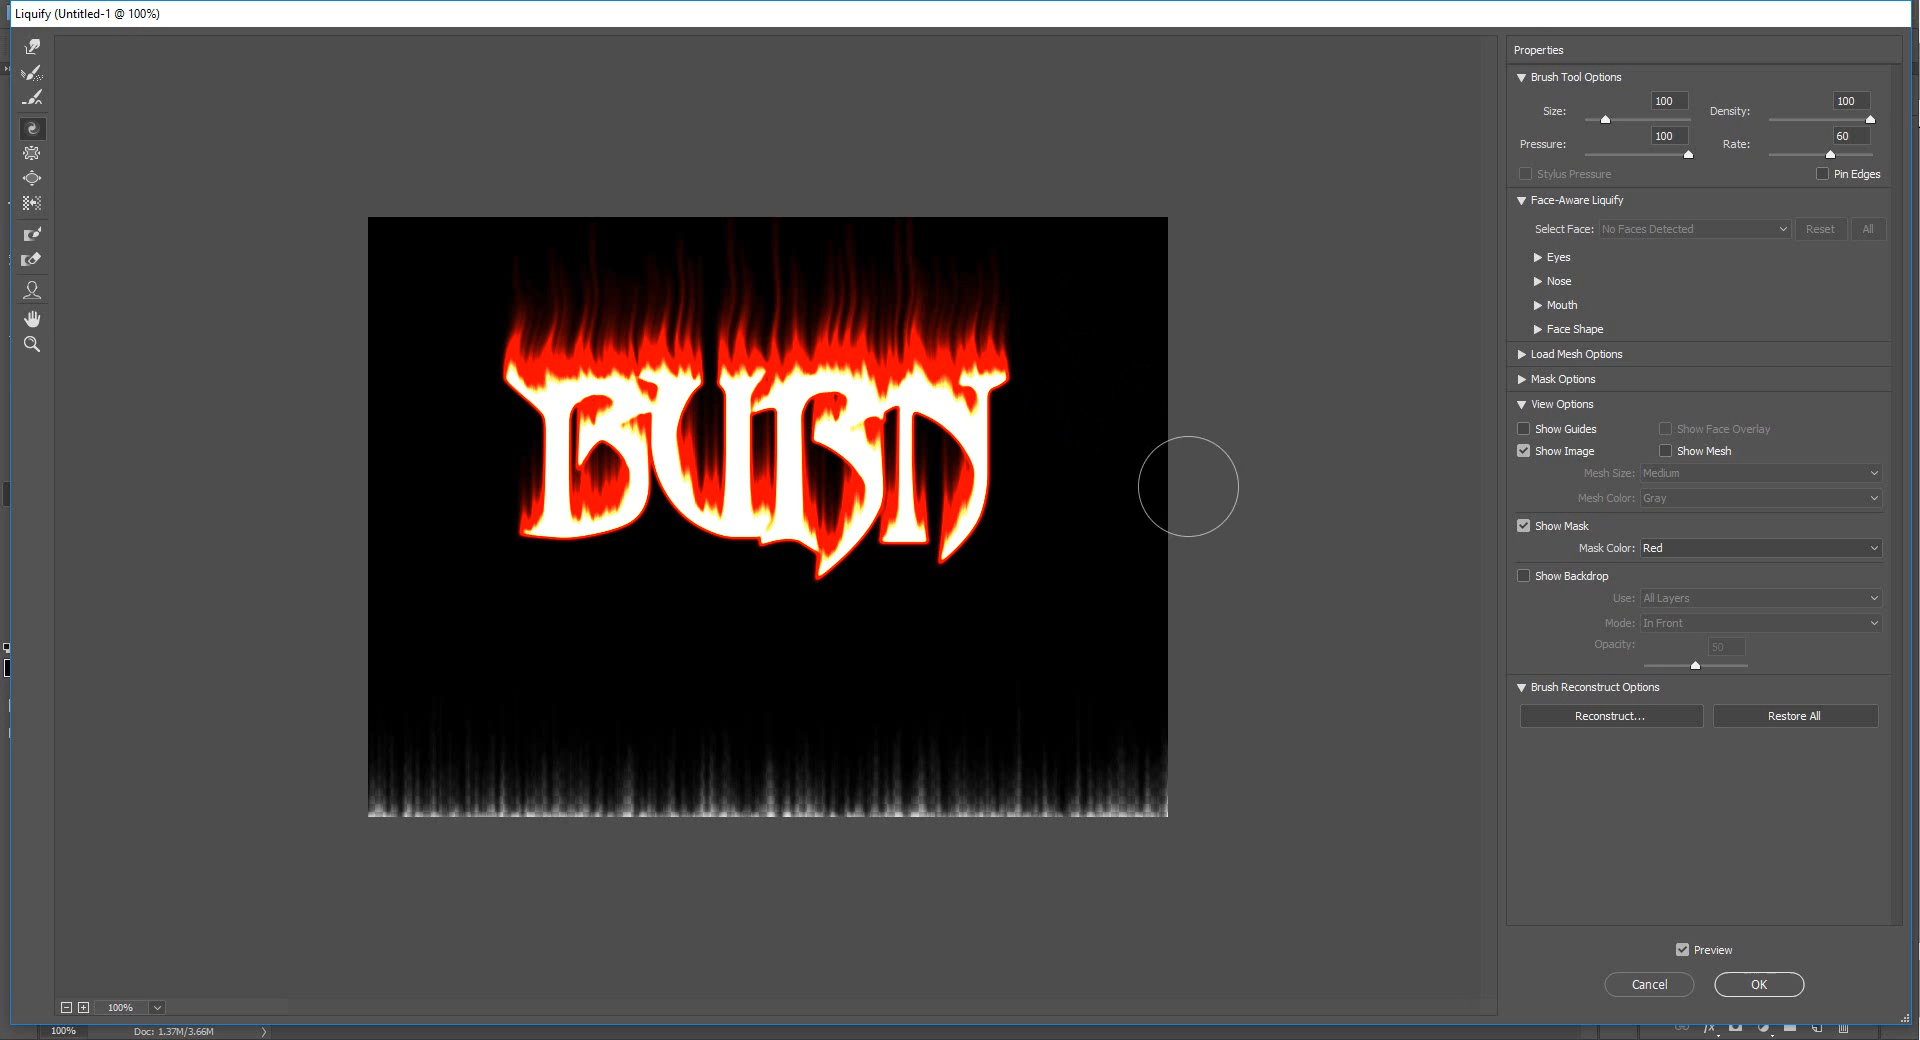 Liquify (Untitled-1 @ 100%)
Properties
Brush Tool Options
Size: 100 Density: 100
Pressure: 100 Rate: 60
Stylus Pressure Pin Edges
Face-Aware Liquify
Select Face: No Faces Detected Reset All
Eyes
Nose
Mouth
Face Shape
Load Mesh Options
Mask Options
View Options
Show Guides Show Face Overlay
Show Image Show Mesh
Mesh Size: Medium
Mesh Color: Gray
Show Mask
Mask Color: Red
Show Backdrop
Use: All Layers
Mode: In Front
Opacity: 50
Brush Reconstruct Options
Reconstruct... Restore All
BURN
Preview
Cancel OK
100%
100% Doc: 1.37M/3.66M
fx